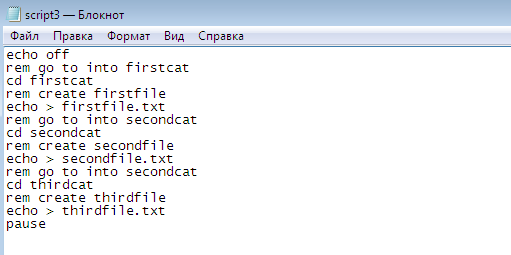 script3 — Блокнот
Файл Правка Формат Вид Справка
echo off
rem go to into firstcat
cd firstcat
rem create firstfile
echo > firstfile.txt
rem go to into secondcat
cd secondcat
rem create secondfile
echo > secondfile.txt
rem go to into secondcat
cd thirdcat
rem create thirdfile
echo > thirdfile.txt
pause